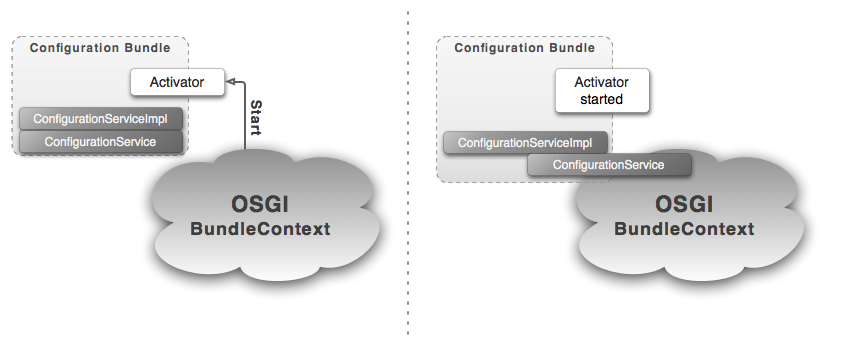 Configuration Bundle
Activator
Start
ConfigurationServiceImpl
ConfigurationService
OSGI
BundleContext
Configuration Bundle
Activator
started
ConfigurationServiceImpl
ConfigurationService
OSGI
BundleContext